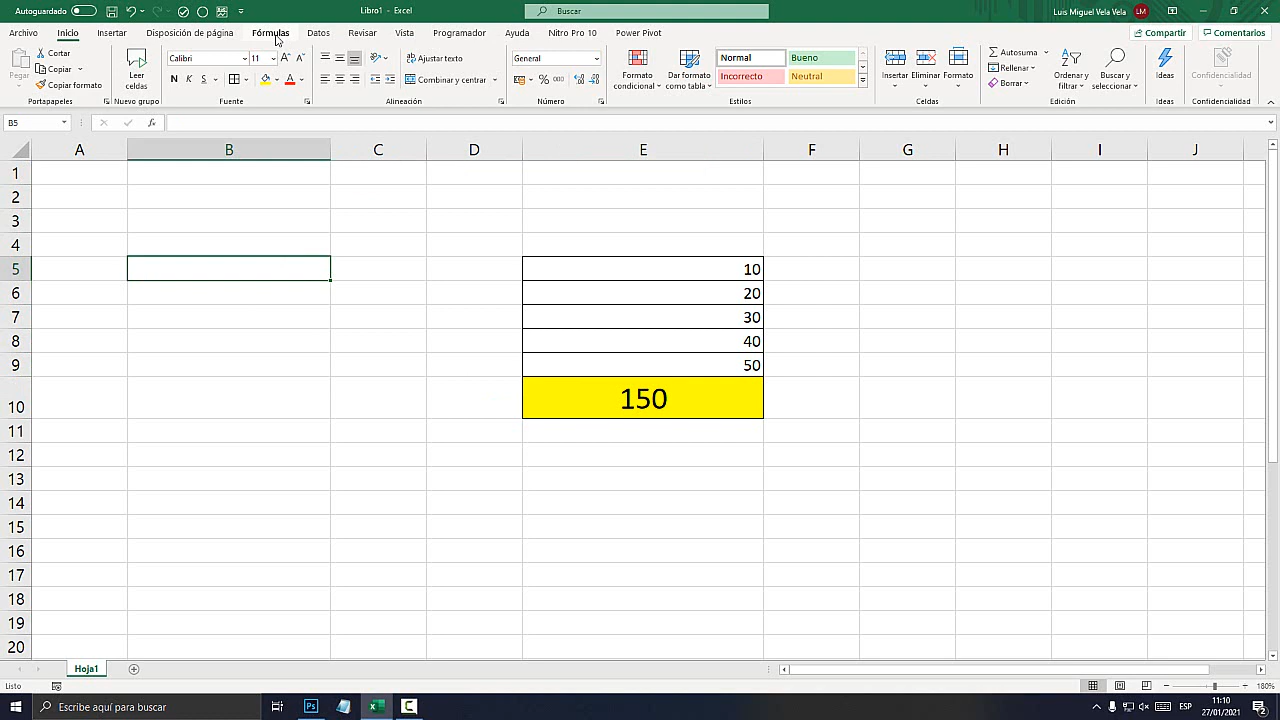 Autoguardado
Libro1 - Excel
Buscar
Luis Miguel Vela Vela
LM
Archivo Inicio Insertar Disposición de página Fórmulas Datos Revisar Vista Programador Ayuda Nitro Pro 10 Power Pivot
Compartir
Comentarios
Pegar
Cortar
Copiar
Copiar formato
Portapapeles
Leer celdas
Nuevo grupo
Calibri
11
N K S
Fuente
Ajustar texto
Combinar y centrar
Alineación
General
% 000
Número
Formato condicional
Dar formato como tabla
Normal
Bueno
Incorrecto
Neutral
Estilos
Insertar
Eliminar
Formato
Celdas
Autosuma
Rellenar
Borrar
Ordenar y filtrar
Buscar y seleccionar
Edición
Ideas
Ideas
Confidencialidad
Confidencialidad
B5
fx
A B C D E F G H I J
1
2
3
4
5 10
6 20
7 30
8 40
9 50
10 150
11
12
13
14
15
16
17
18
19
20
Hoja1
Listo
180%
Escribe aquí para buscar
Ps
ESP
11:10
27/01/2021
2